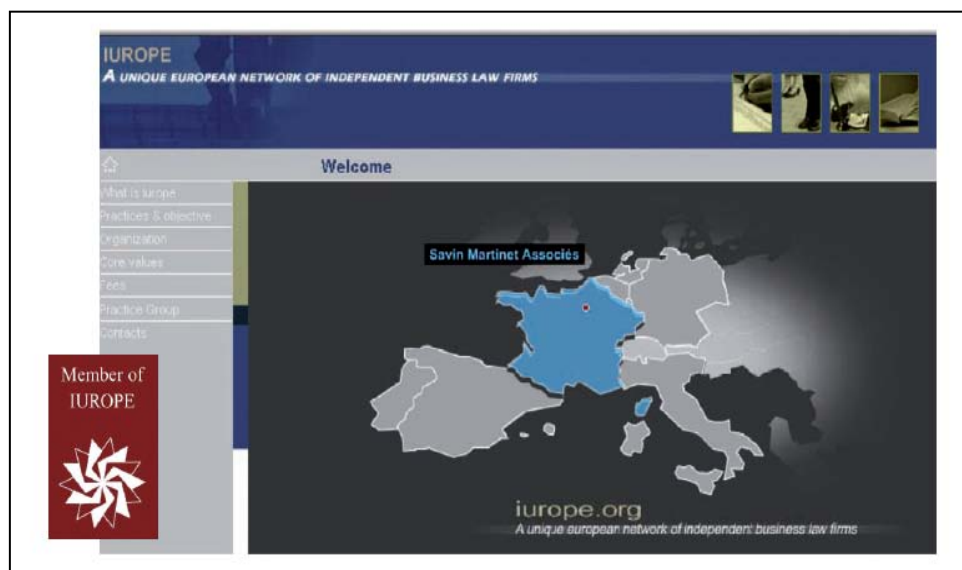 IUROPE
A UNIQUE EUROPEAN NETWORK OF INDEPENDENT BUSINESS LAW FIRMS
Welcome
What is iurope
Practices & objective
Organization
Core values
Fees
Practice Group
Contacts
Savin Martinet Associés
Member of
IUROPE
iurope.org
A unique european network of independent business law firms